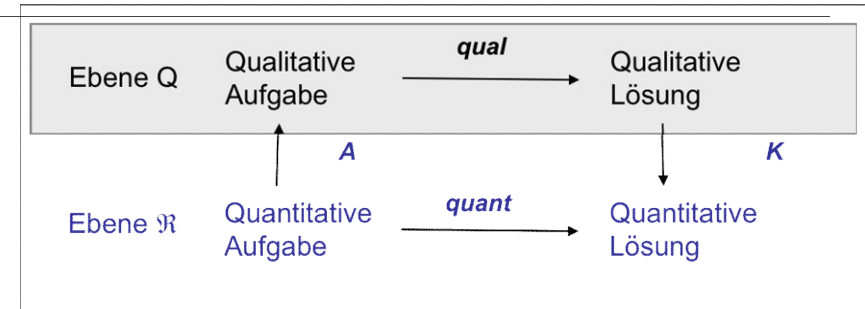 qual
Ebene Q
Qualitative
Aufgabe
Qualitative
Lösung
A
K
Ebene ℜ
Quantitative
Aufgabe
quant
Quantitative
Lösung